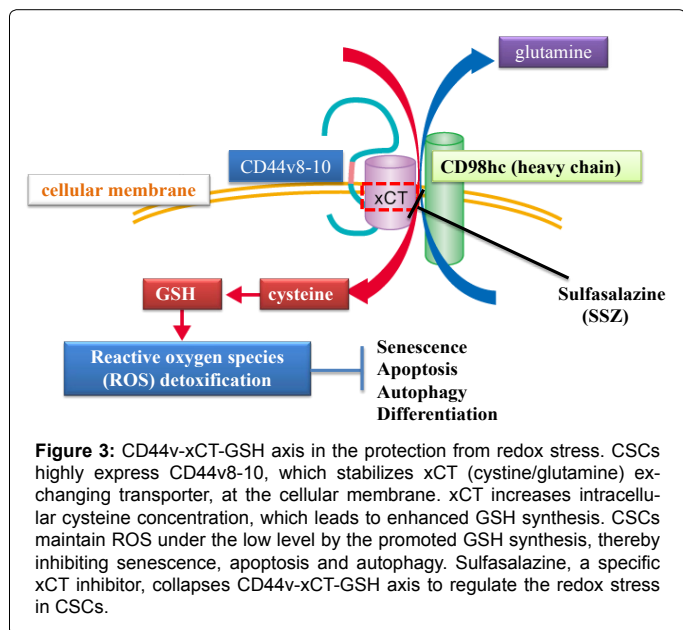 glutamine
CD44v8-10
CD98hc (heavy chain)
cellular membrane
xCT
GSH
cysteine
Sulfasalazine
(SSZ)
Reactive oxygen species
(ROS) detoxification
Senescence
Apoptosis
Autophagy
Differentiation
Figure 3: CD44v-xCT-GSH axis in the protection from redox stress. CSCs
highly express CD44v8-10, which stabilizes xCT (cystine/glutamine) ex-
changing transporter, at the cellular membrane. xCT increases intracellu-
lar cysteine concentration, which leads to enhanced GSH synthesis. CSCs
maintain ROS under the low level by the promoted GSH synthesis, thereby
inhibiting senescence, apoptosis and autophagy. Sulfasalazine, a specific
xCT inhibitor, collapses CD44v-xCT-GSH axis to regulate the redox stress
in CSCs.